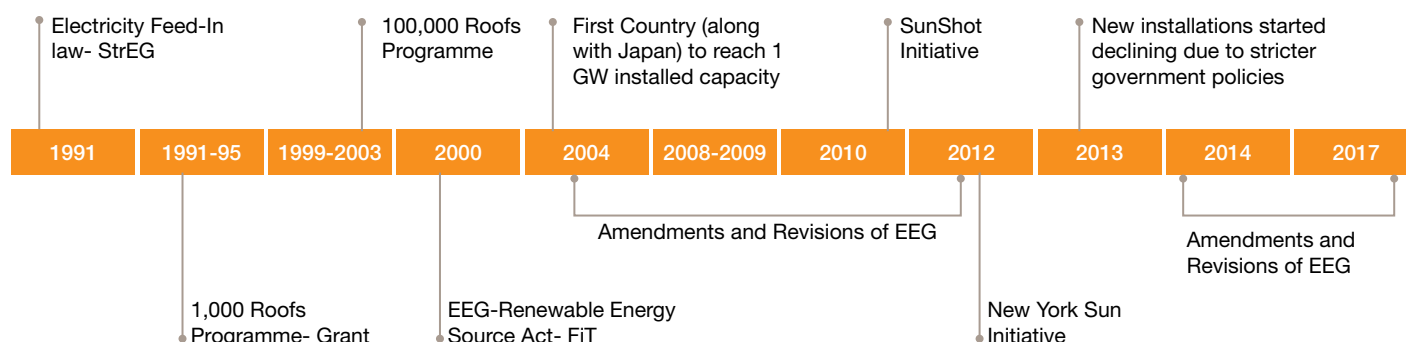 Electricity Feed-In
law- StrEG
100,000 Roofs
Programme
First Country (along
with Japan) to reach 1
GW installed capacity
SunShot
Initiative
New installations started
declining due to stricter
government policies
1991
1991-95
1999-2003
2000
2004
2008-2009
2010
2012
2013
2014
2017
Amendments and Revisions of EEG
Amendments and
Revisions of EEG
1,000 Roofs
Programme- Grant
EEG-Renewable Energy
Source Act- FiT
New York Sun
Initiative